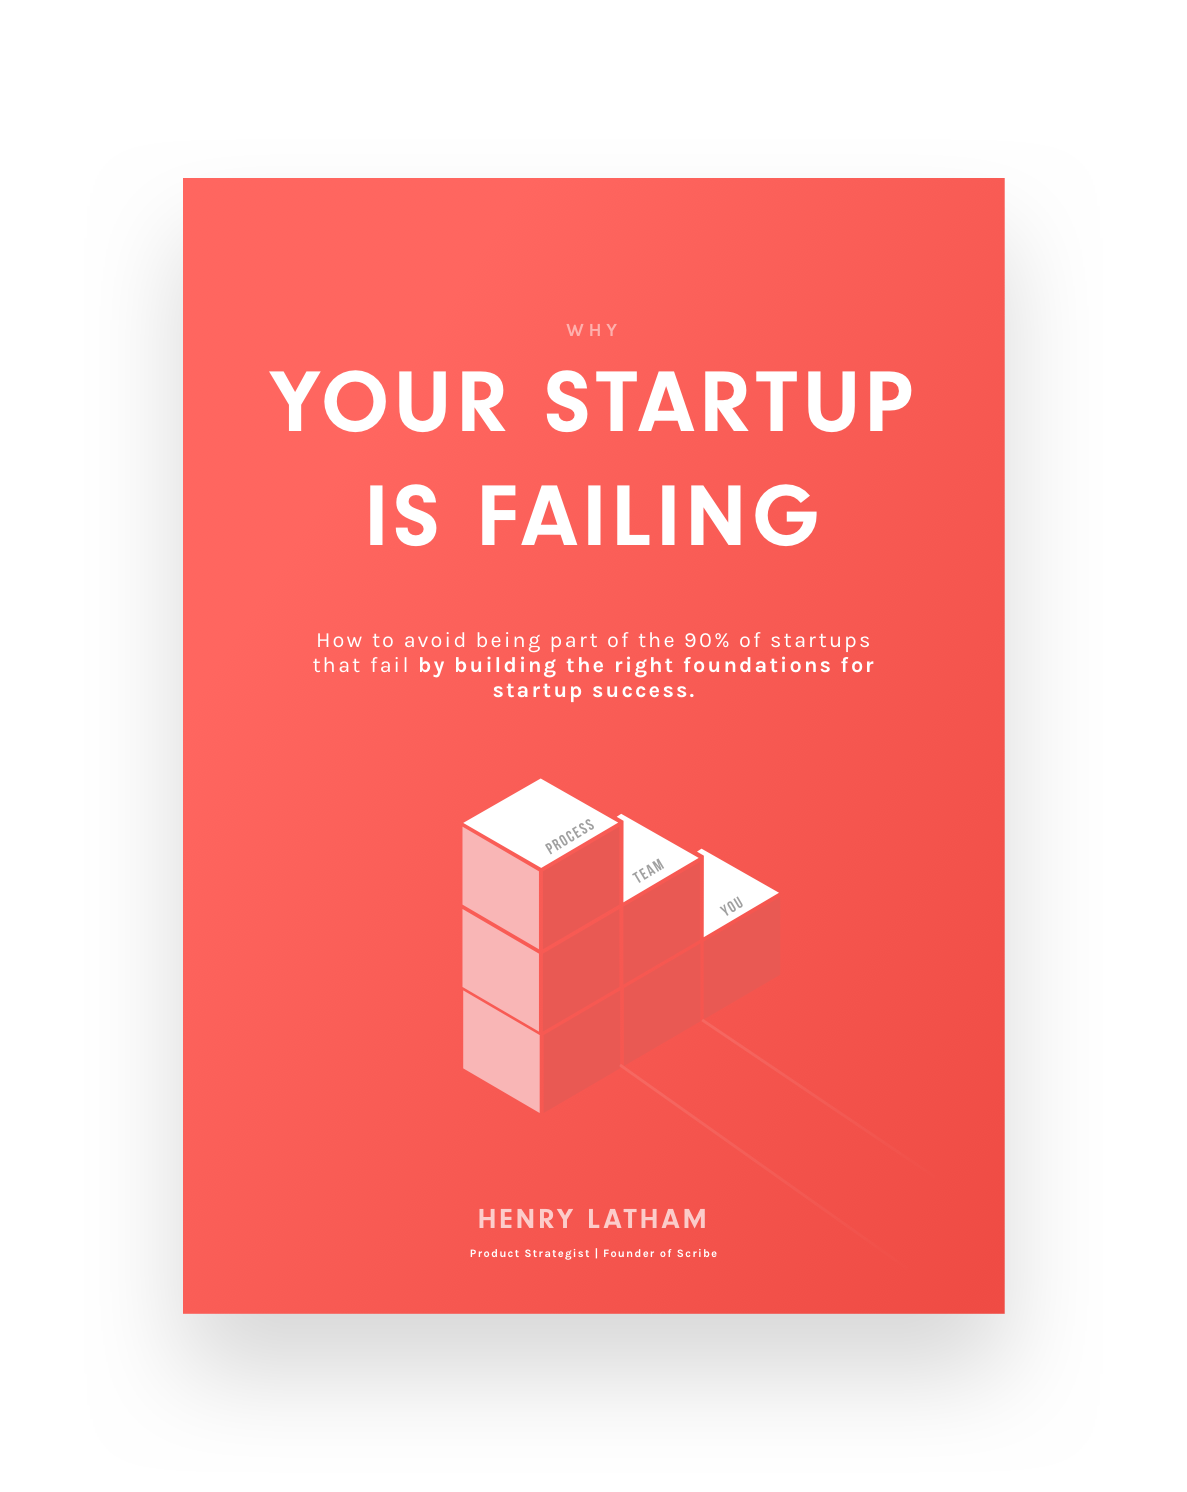 WHY
YOUR STARTUP
IS FAILING
How to avoid being part of the 90% of startups
that fail by building the right foundations for
startup success.
PROCESS
TEAM
YOU
HENRY LATHAM
Product Strategist | Founder of Scribe